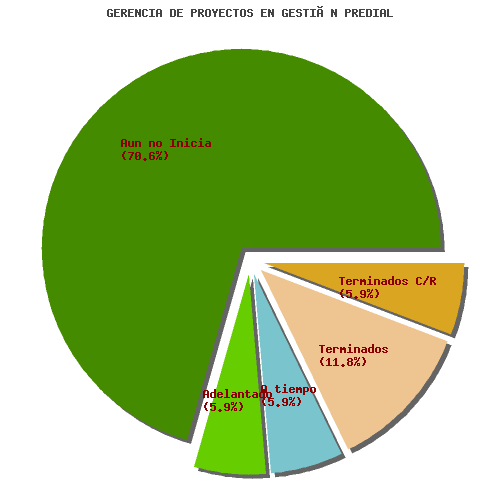 GERENCIA DE PROYECTOS EN GESTIĂ N PREDIAL
Aun no Inicia
(70.6%)
Terminados C/R
(5.9%)
Terminados
(11.8%)
A tiempo
(5.9%)
Adelantado
(5.9%)